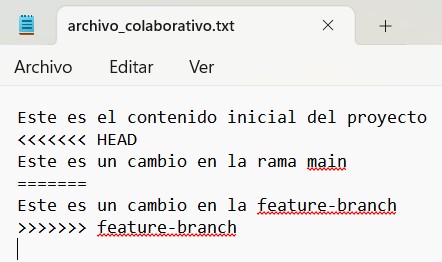 archivo_colaborativo.txt
Archivo Editar Ver
Este es el contenido inicial del proyecto
<<<<<<< HEAD
Este es un cambio en la rama main
=======
Este es un cambio en la feature-branch
>>>>>>> feature-branch